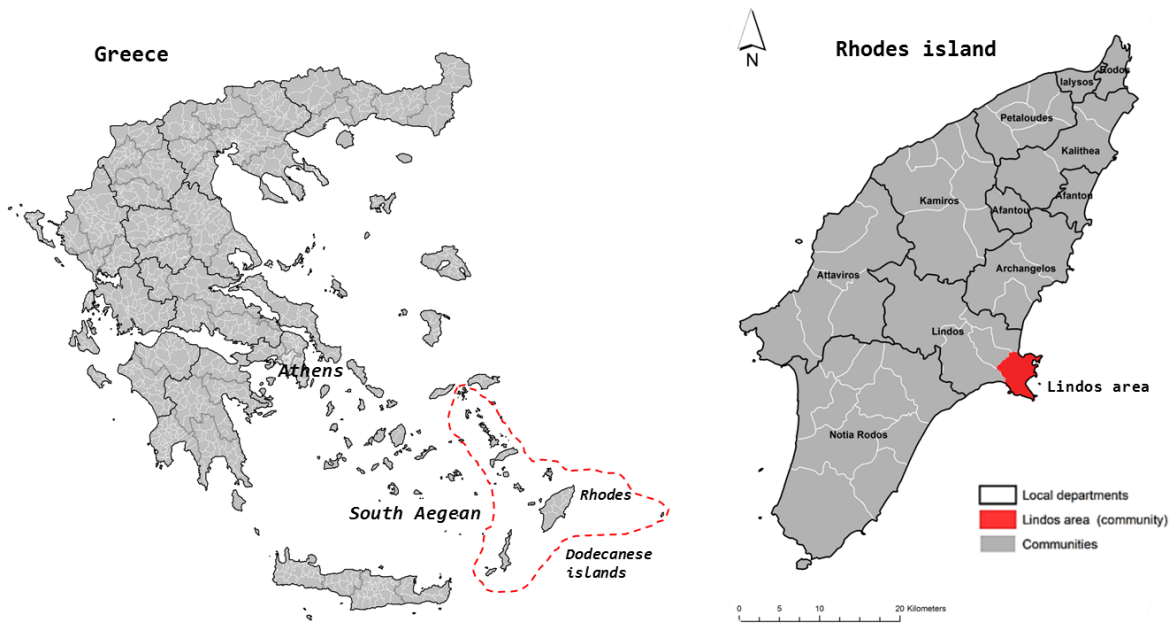 Greece
Athens
South Aegean
Rhodes
Dodecanese
islands
N
Rhodes island
Rodos
Ialysos
Petaloudes
Kalithea
Kamiros
Afantou
Afantou
Archangelos
Attaviros
Lindos
Lindos area
Notia Rodos
Local departments
Lindos area (community)
Communities
0 5 10 20 Kilometers